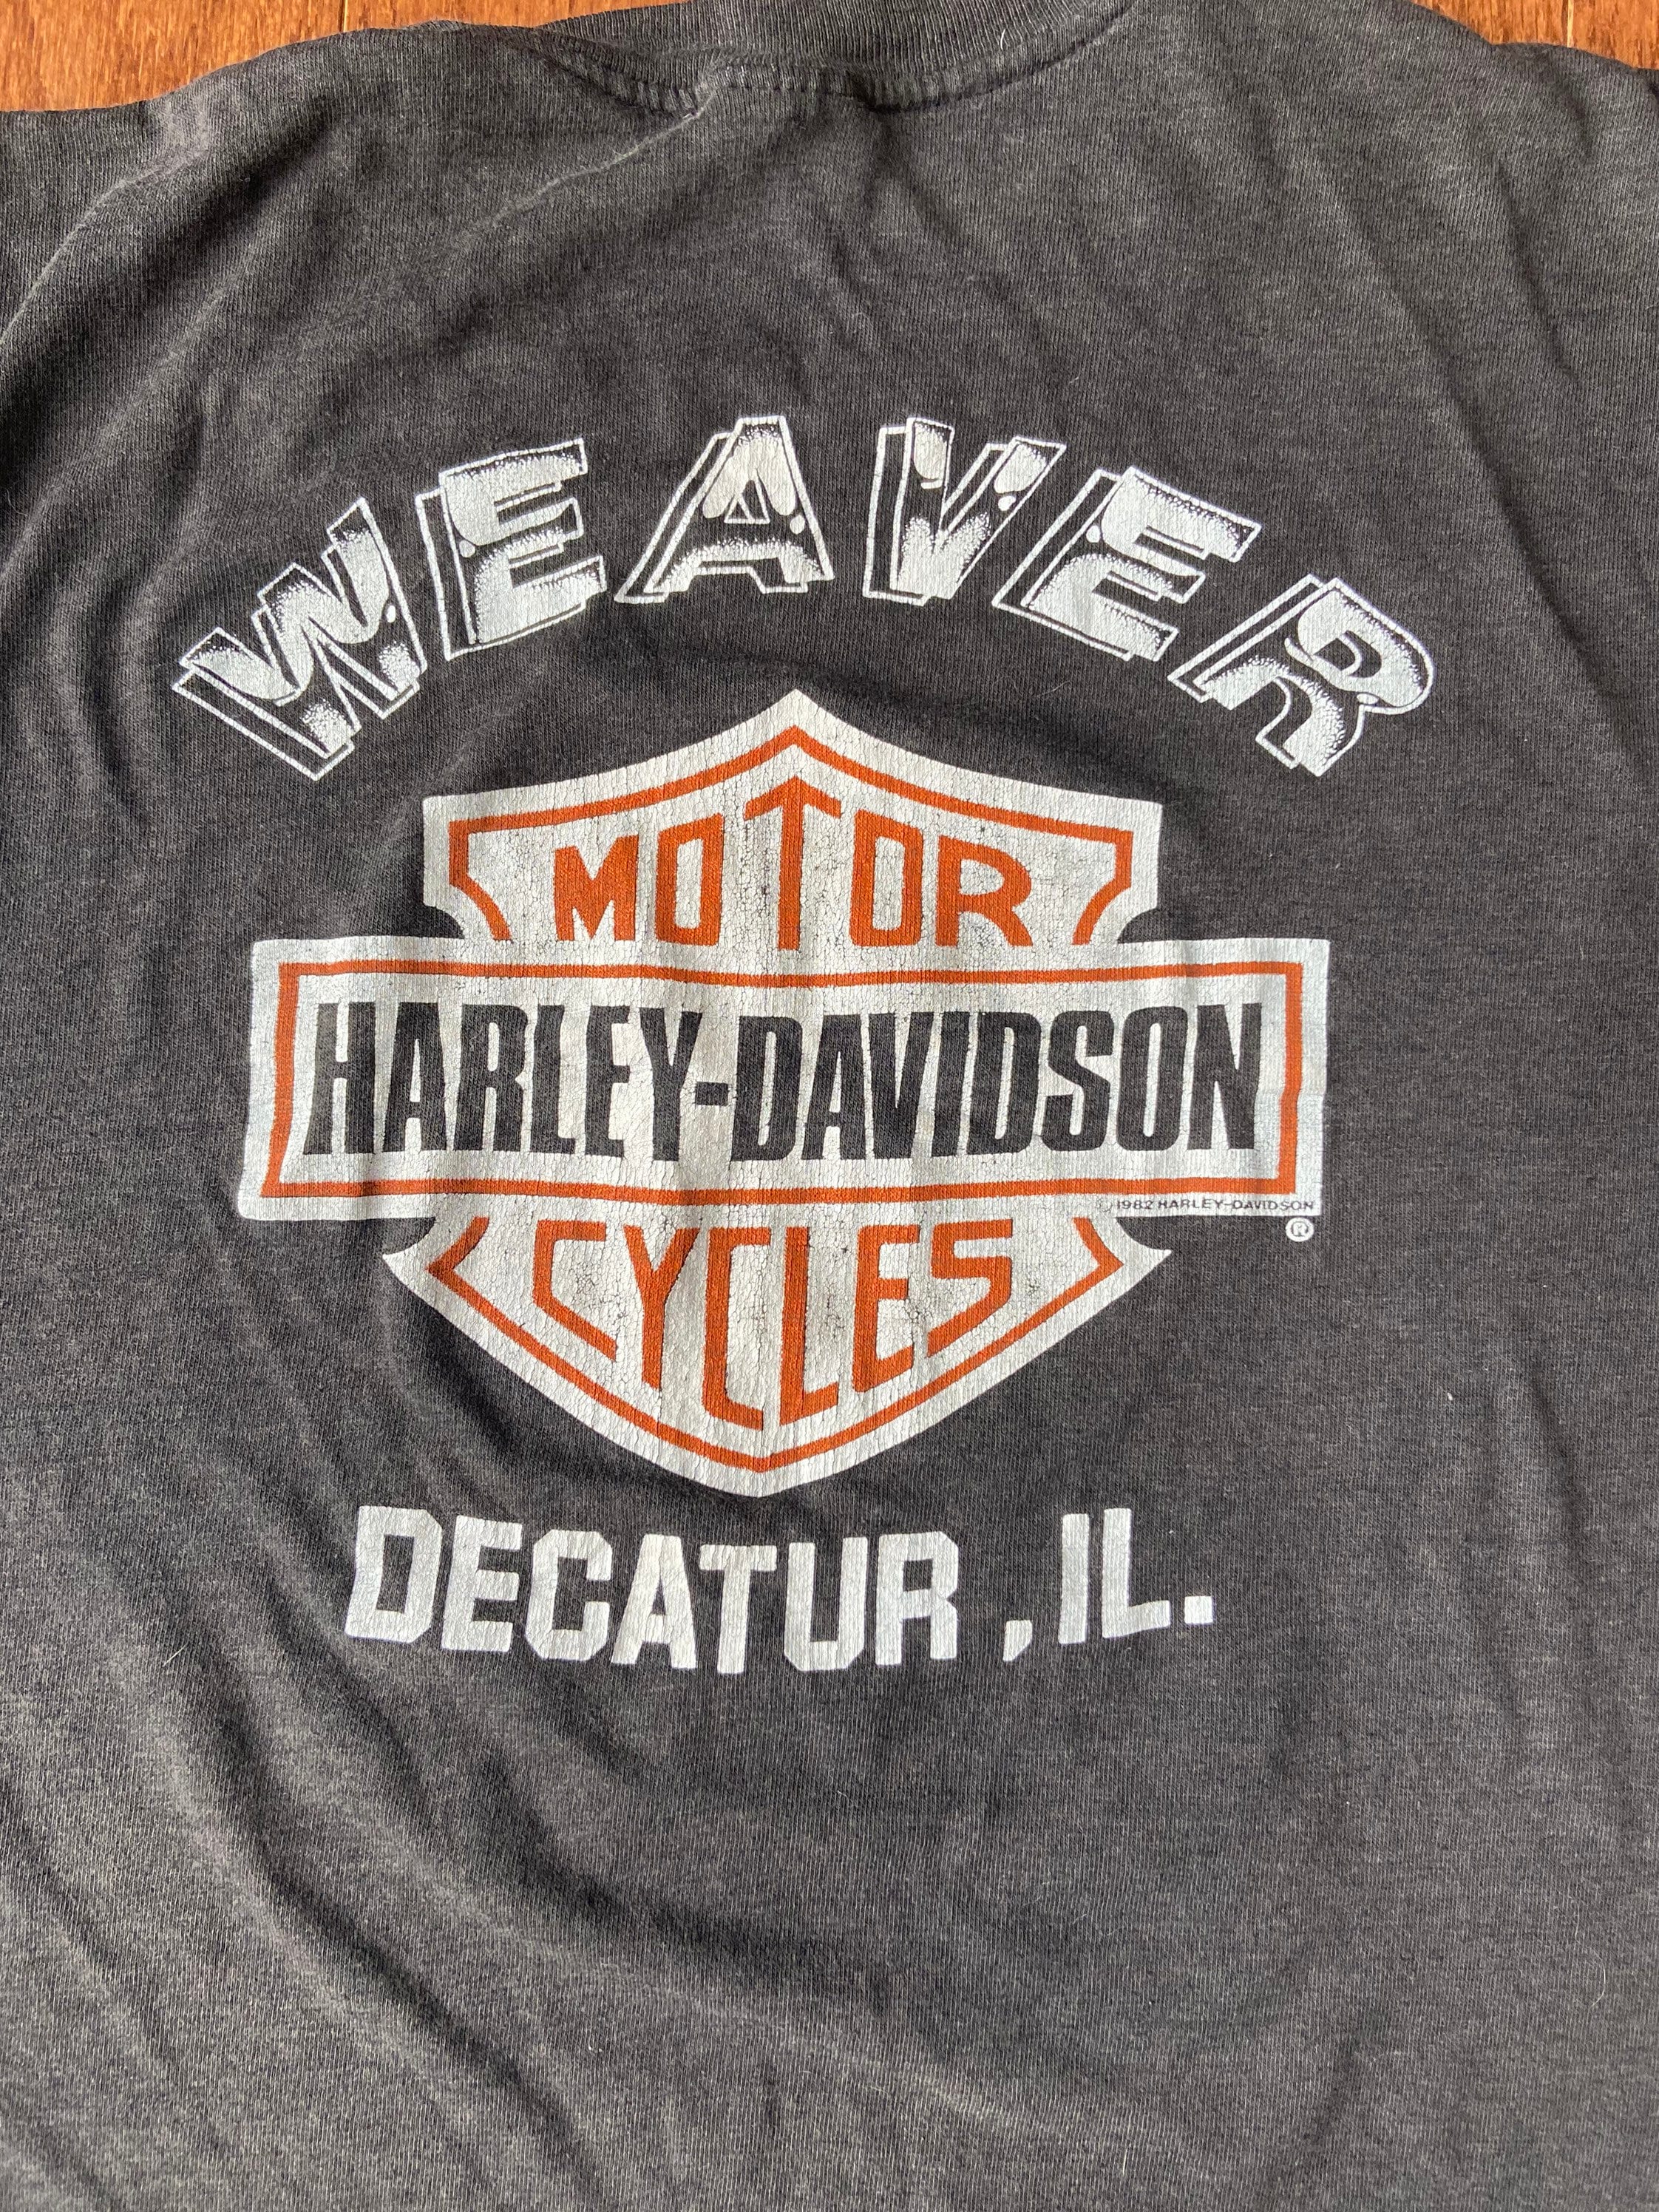 WEAVER
MOTOR
HARLEY-DAVIDSON
© 1982 HARLEY-DAVIDSON
®
CYCLES
DECATUR, IL.